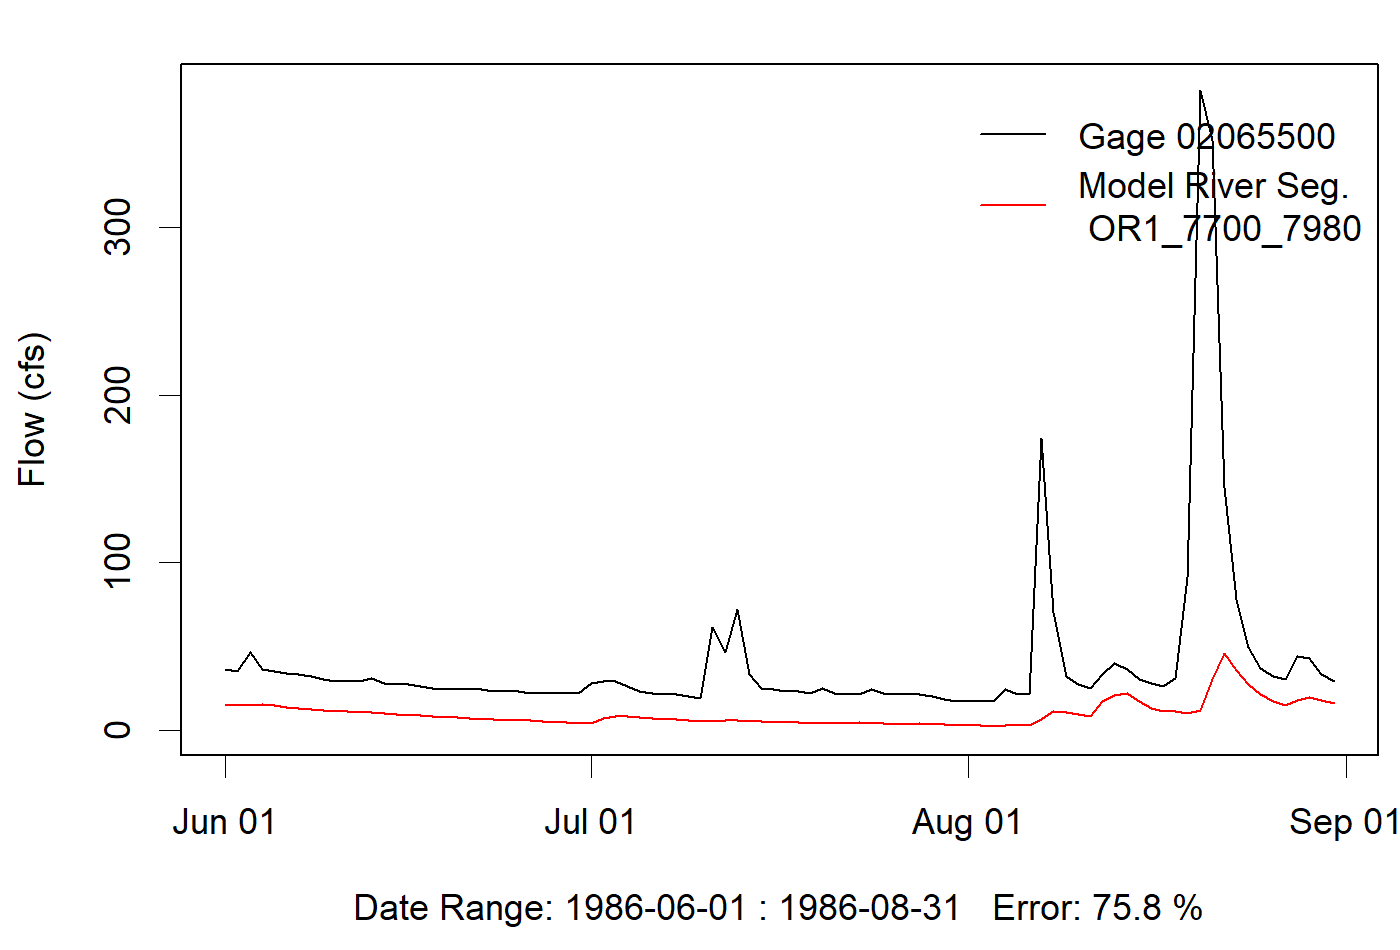 Gage 02065500
Model River Seg.
OR1_7700_7980
Flow (cfs)
300
200
100
0
Jun 01 Jul 01 Aug 01 Sep 01
Date Range: 1986-06-01 : 1986-08-31 Error: 75.8 %